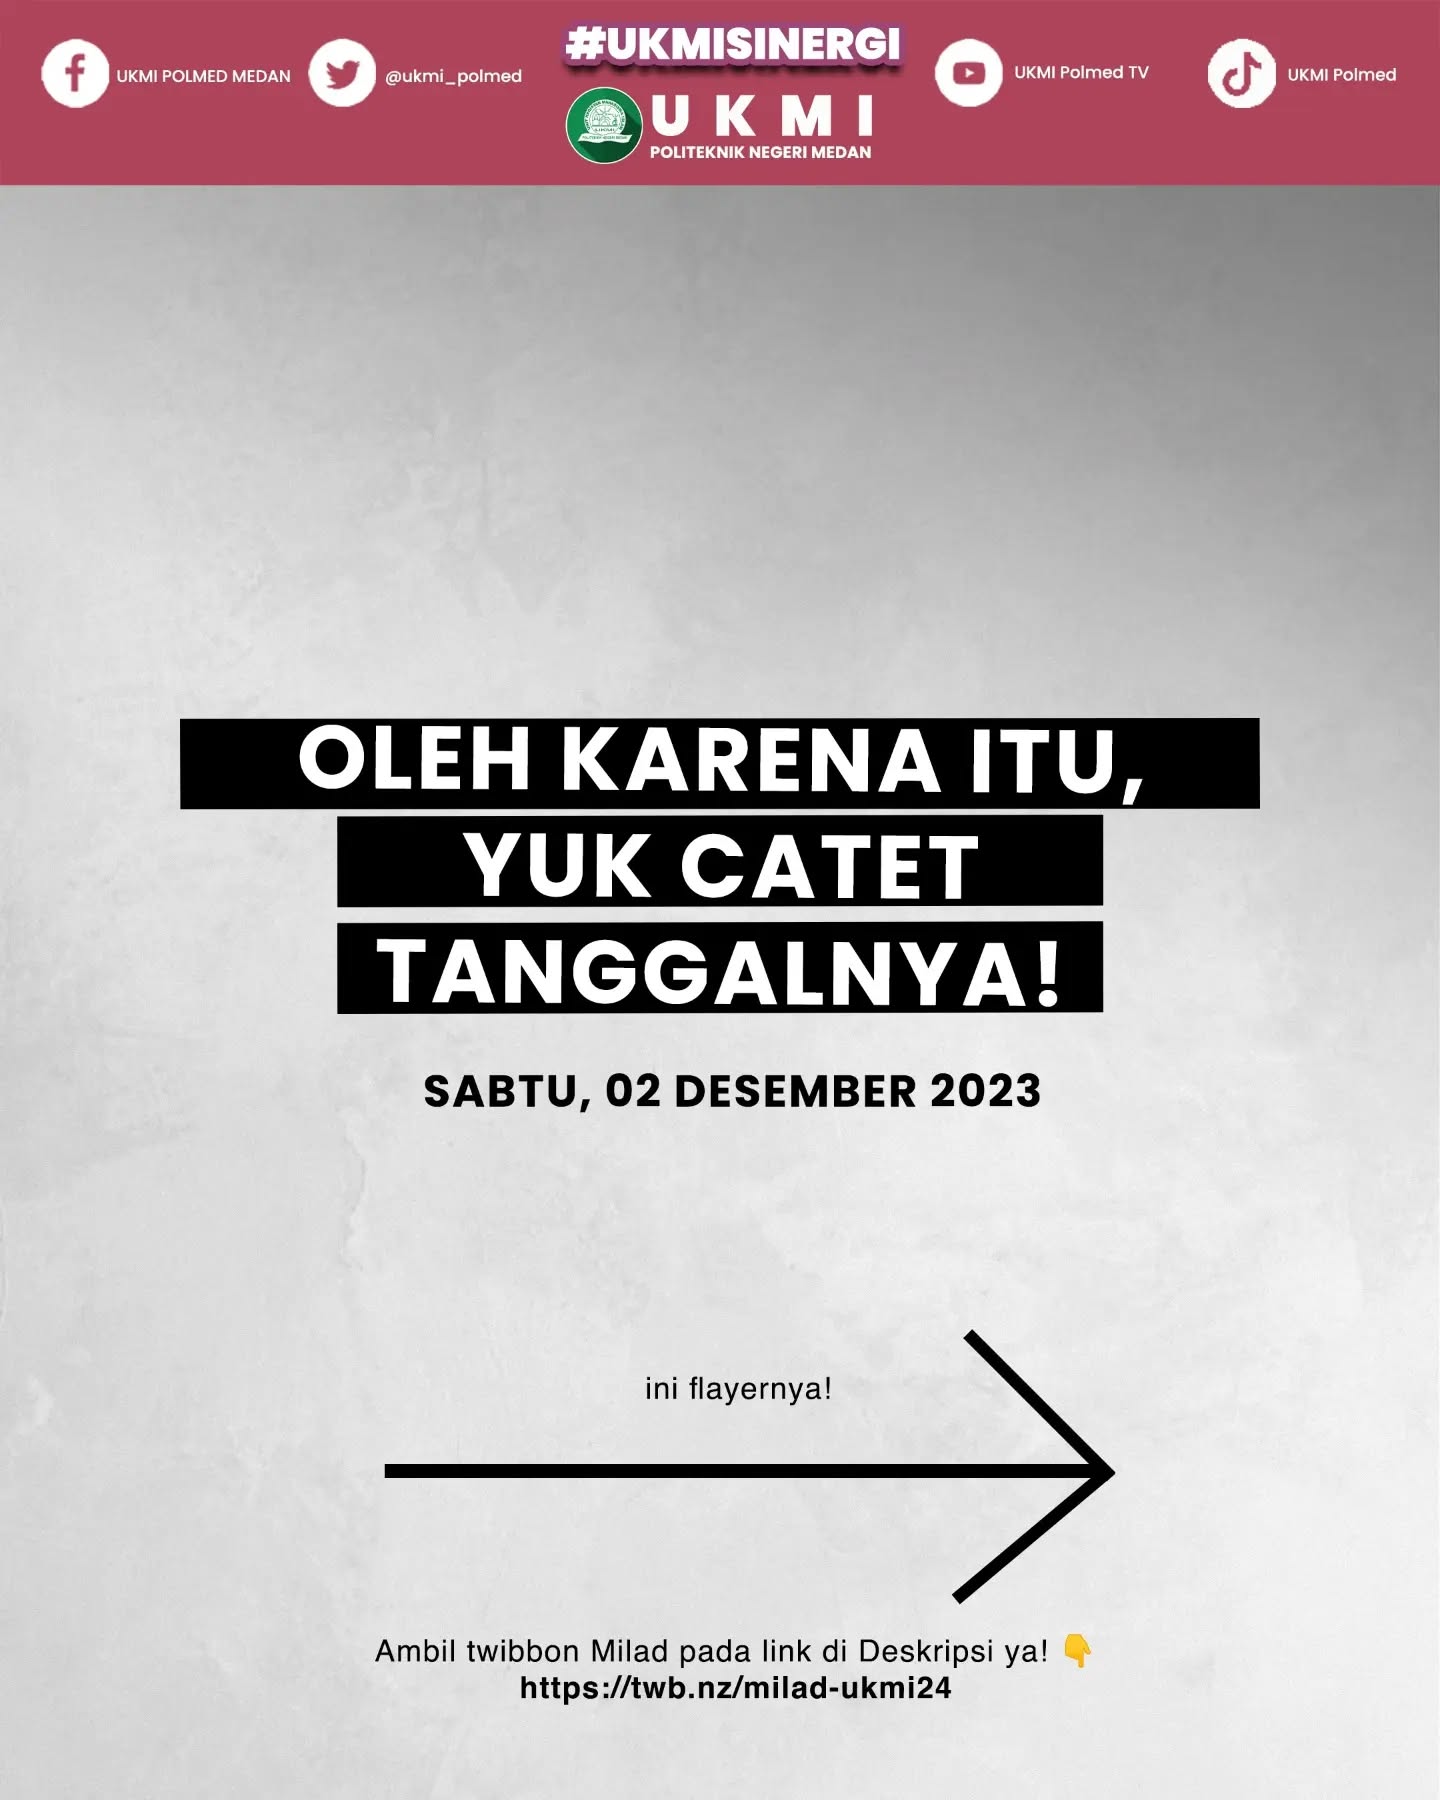 #UKMISINERGI
UKMI POLMED MEDAN
@ukmi_polmed
UKMI
POLITEKNIK NEGERI MEDAN
UKMI Polmed TV
UKMI Polmed
OLEH KARENA ITU,
YUK CATET
TANGGALNYA!
SABTU, 02 DESEMBER 2023
ini flayernya!
Ambil twibbon Milad pada link di Deskripsi ya! 👇
https://twb.nz/milad-ukmi24